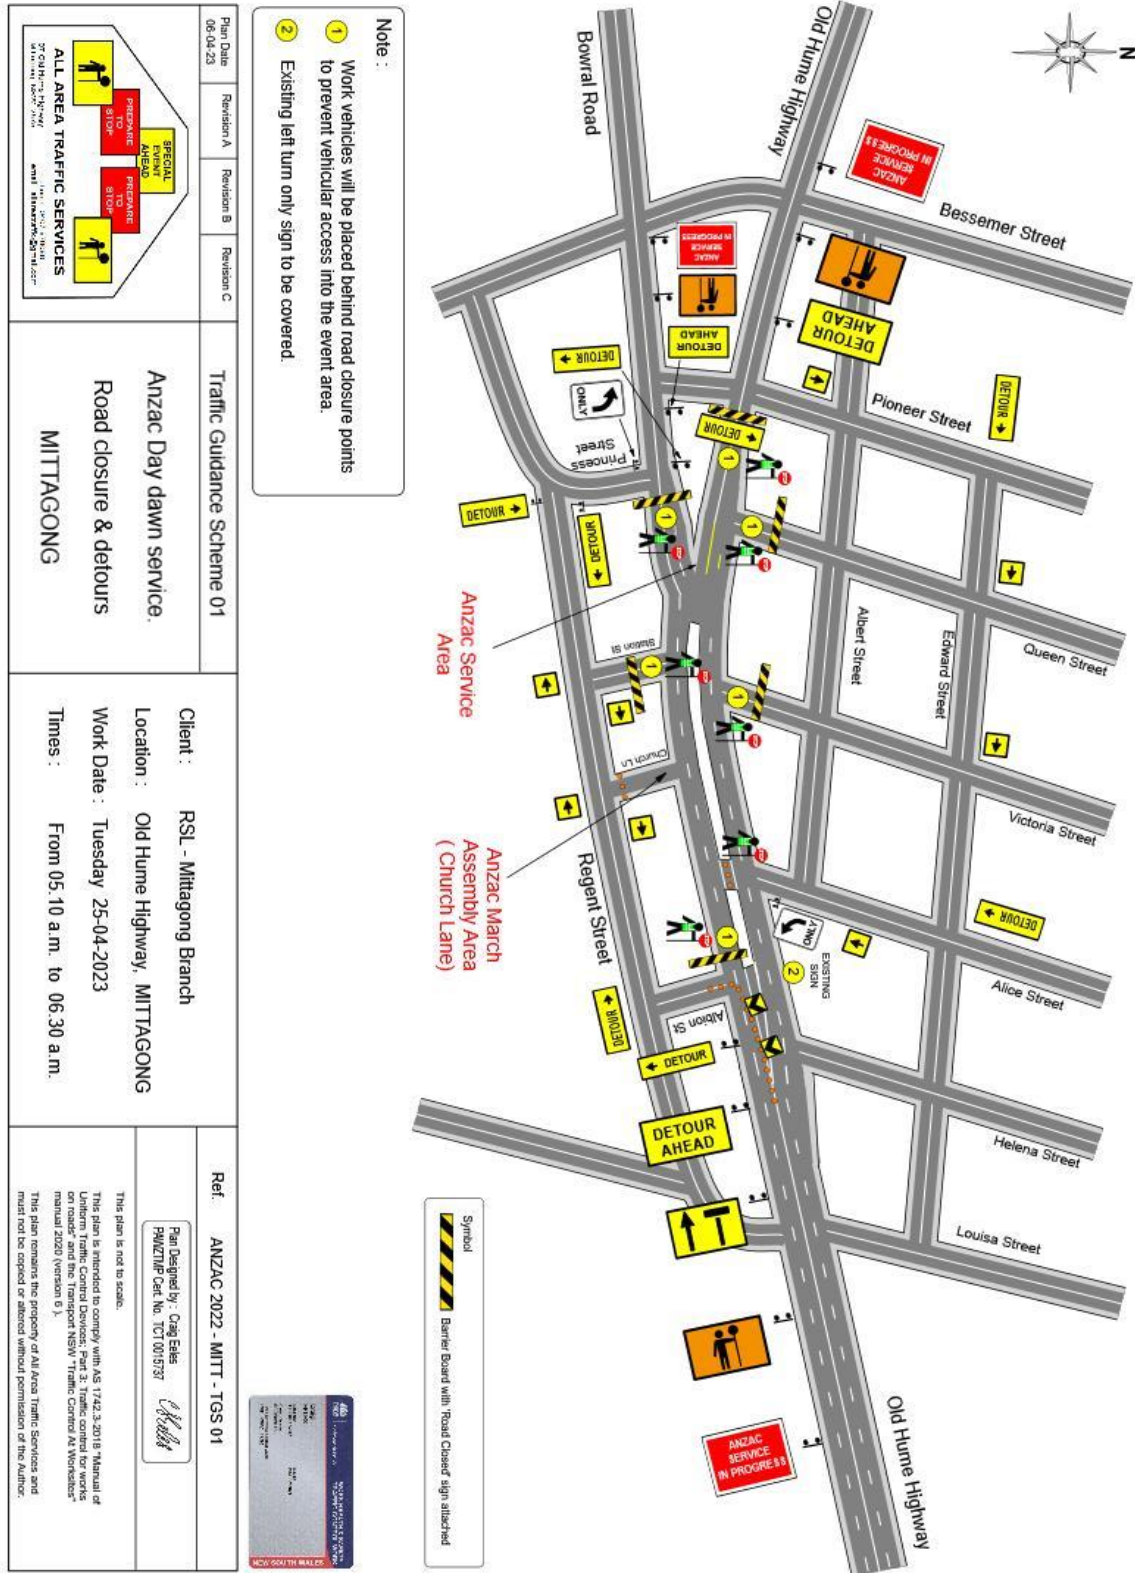 N
Old Hume Highway
Bowral Road
Bessemer Street
ANZAC
SERVICE
IN PROGRESS
ANZAC
SERVICE
IN PROGRESS
DETOUR
AHEAD
DETOUR
AHEAD
DETOUR
DETOUR
DETOUR
ONLY
Pioneer Street
Princess
Street
1
1
1
DETOUR
DETOUR
Anzac Service
Area
Albert Street
Edward Street
Queen Street
Station St
1
1
Church Ln
Anzac March
Assembly Area
( Church Lane)
Regent Street
Victoria Street
DETOUR
ONLY
EXISTING
SIGN
2
1
Alice Street
Albion St
DETOUR
DETOUR
DETOUR
AHEAD
Helena Street
Louisa Street
ANZAC
SERVICE
IN PROGRESS
Old Hume Highway
Note :
1 Work vehicles will be placed behind road closure points
to prevent vehicular access into the event area.
2 Existing left turn only sign to be covered.
Symbol
Barrier Board with 'Road Closed' sign attached
Plan Date
06-04-23
Revision A
Revision B
Revision C
SPECIAL
EVENT
AHEAD
PREPARE
TO
STOP
PREPARE
TO
STOP
ALL AREA TRAFFIC SERVICES
Traffic Guidance Scheme 01
Anzac Day dawn service.
Road closure & detours
MITTAGONG
Client : RSL - Mittagong Branch
Location : Old Hume Highway, MITTAGONG
Work Date : Tuesday 25-04-2023
Times : From 05.10 a.m. to 06.30 a.m.
Ref. ANZAC 2022 - MITT - TGS 01
Plan Designed by : Craig Eeles
PWZTMP Cert. No. TCT0015737
This plan is not to scale.
This plan is intended to comply with AS 1742.3-2019 "Manual of
Uniform Traffic Control Devices; Part 3: Traffic control for works
on roads" and the Transport NSW "Traffic Control At Worksites"
manual 2020 (version 6 ).
This plan remains the property of All Area Traffic Services and
must not be copied or altered without permission of the Author.
NEW SOUTH WALES